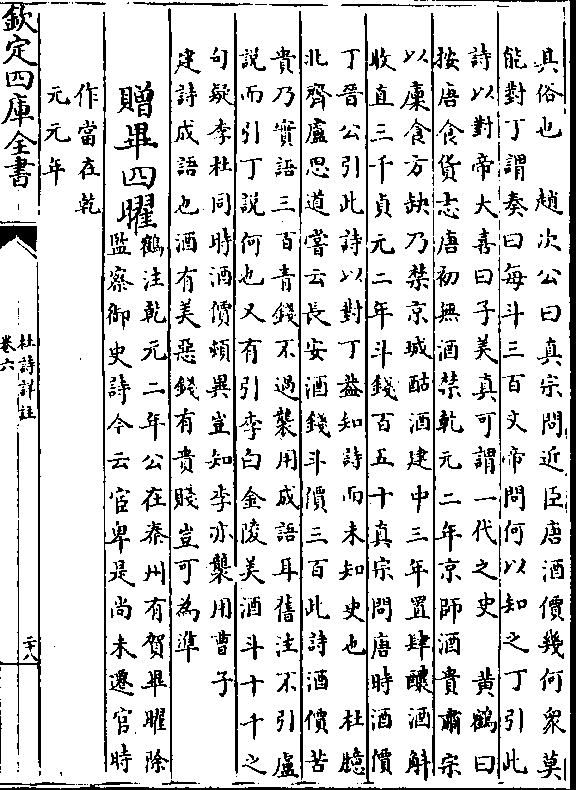 真俗也　趙次公曰真宗問近臣唐酒價幾何衆莫
能對丁謂奏曰每斗三百文帝問何以知之丁引此
詩以對帝大喜曰子美真可謂一代之史　黄鶴曰
按唐食貨志唐初無酒禁乾元二年京師酒貴肅宗
以廩食方缺乃禁京城酤酒建中三年置肆釀酒斛
收直三千貞元二年斗錢百五十真宗問唐時酒價
丁晉公引此詩以對丁葢知詩而未知史也　杜臆
北齊盧思道嘗云長安酒錢斗價三百此詩酒價苦
貴乃實語三百青錢不過襲用成語耳舊注不引盧
說而引丁說何也又有引李白金陵美酒斗十千之
句疑李杜同時酒價頓異豈知李亦襲用曹子
建詩成語也酒有美惡錢有貴賤豈可為準
贈畢四曜
鶴注乾元二年公在秦州有賀畢曜除
監察御史詩今云官卑是尚未遷官時
作當在乾
元元年
欽定四庫全書
杜詩詳註
卷六
二十八